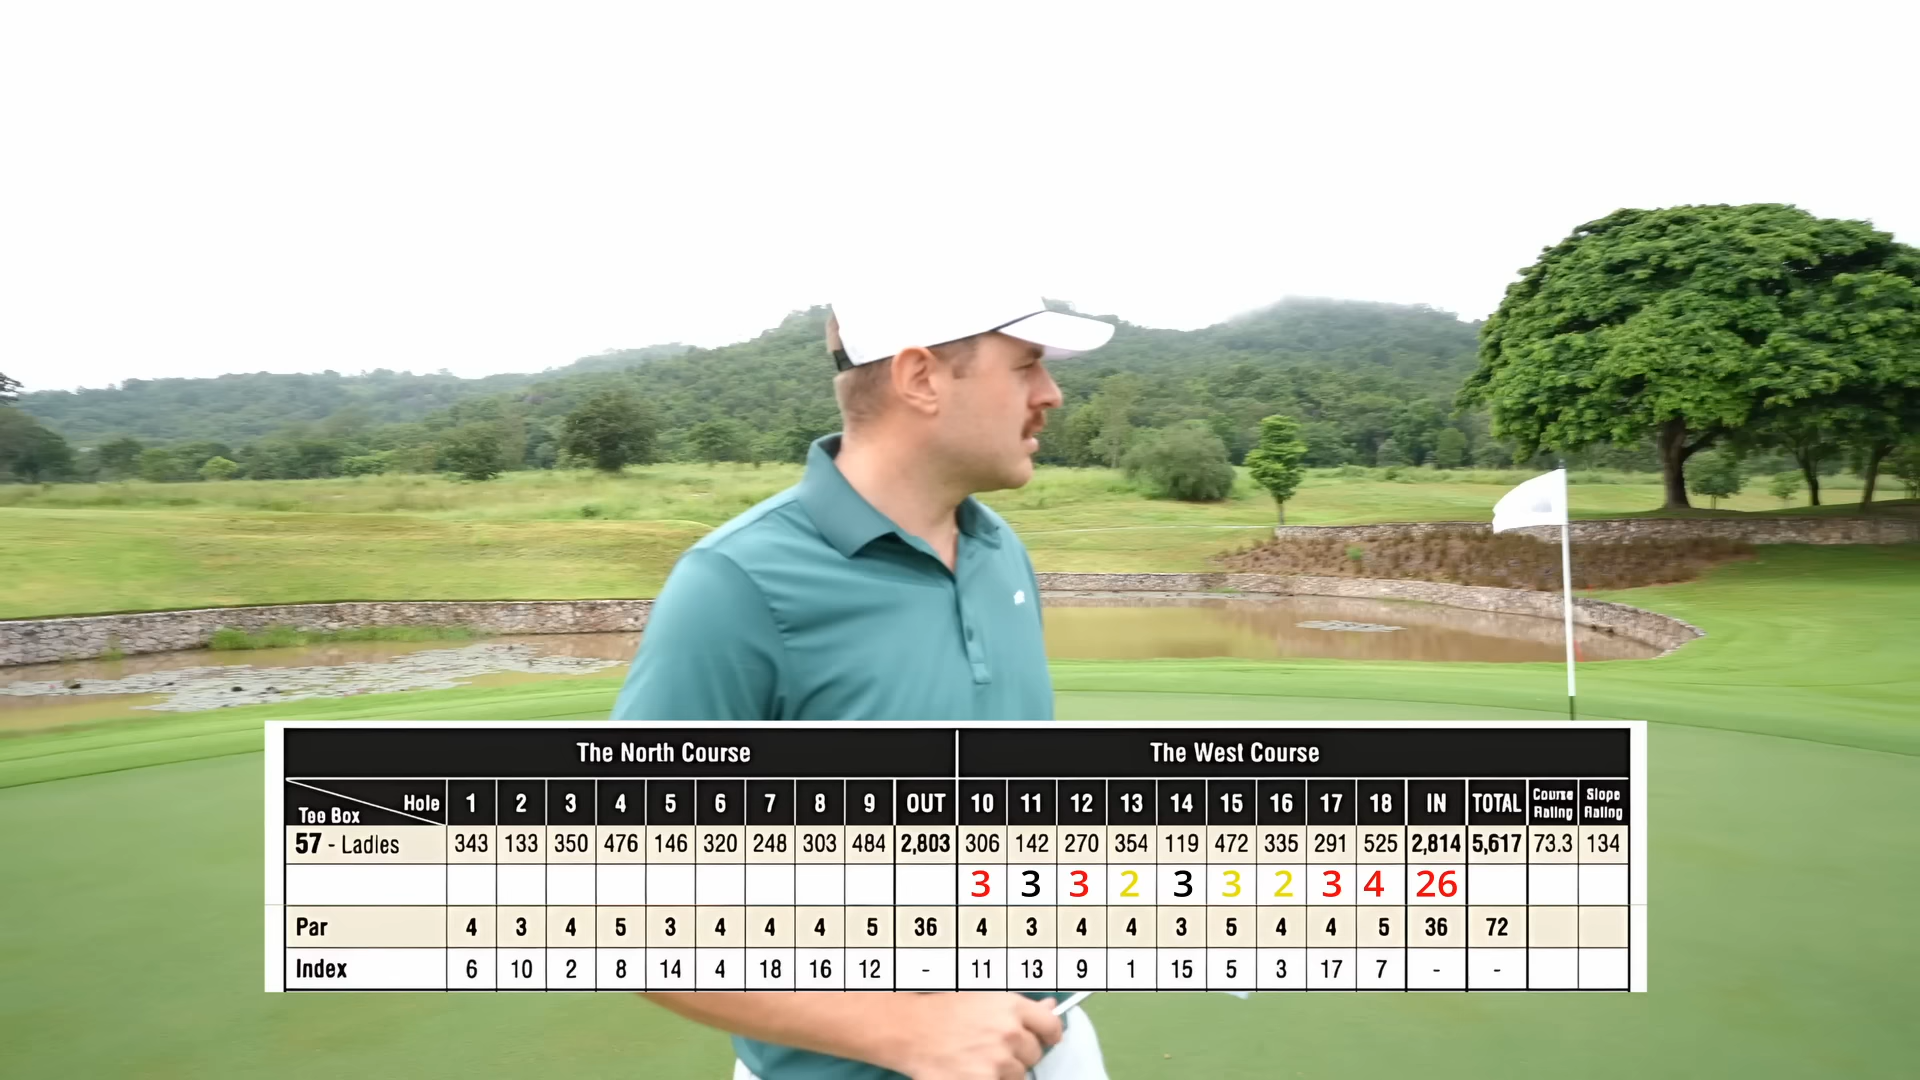 The North Course The West Course
Hole 1 2 3 4 5 6 7 8 9 OUT 10 11 12 13 14 15 16 17 18 IN TOTAL Course Rating Slope Rating
Tee Box
57 - Ladies 343 133 350 476 146 320 248 303 484 2,803 306 142 270 354 119 472 335 291 525 2,814 5,617 73.3 134
3 3 3 2 3 3 2 3 4 26
Par 4 3 4 5 3 4 4 4 5 36 4 3 4 4 3 5 4 4 5 36 72
Index 6 10 2 8 14 4 18 16 12 - 11 13 9 1 15 5 3 17 7 - -